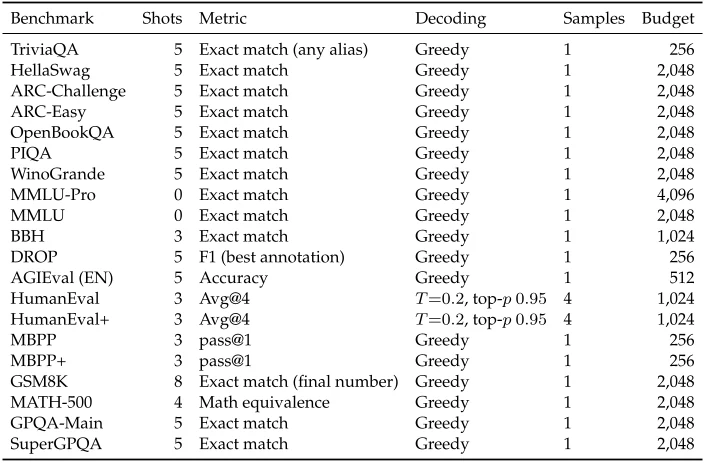 Benchmark Shots Metric Decoding Samples Budget
TriviaQA 5 Exact match (any alias) Greedy 1 256
HellaSwag 5 Exact match Greedy 1 2,048
ARC-Challenge 5 Exact match Greedy 1 2,048
ARC-Easy 5 Exact match Greedy 1 2,048
OpenBookQA 5 Exact match Greedy 1 2,048
PIQA 5 Exact match Greedy 1 2,048
WinoGrande 5 Exact match Greedy 1 2,048
MMLU-Pro 0 Exact match Greedy 1 4,096
MMLU 0 Exact match Greedy 1 2,048
BBH 3 Exact match Greedy 1 1,024
DROP 5 F1 (best annotation) Greedy 1 256
AGIEval (EN) 5 Accuracy Greedy 1 512
HumanEval 3 Avg@4 T=0.2, top-p 0.95 4 1,024
HumanEval+ 3 Avg@4 T=0.2, top-p 0.95 4 1,024
MBPP 3 pass@1 Greedy 1 256
MBPP+ 3 pass@1 Greedy 1 256
GSM8K 8 Exact match (final number) Greedy 1 2,048
MATH-500 4 Math equivalence Greedy 1 2,048
GPQA-Main 5 Exact match Greedy 1 2,048
SuperGPQA 5 Exact match Greedy 1 2,048